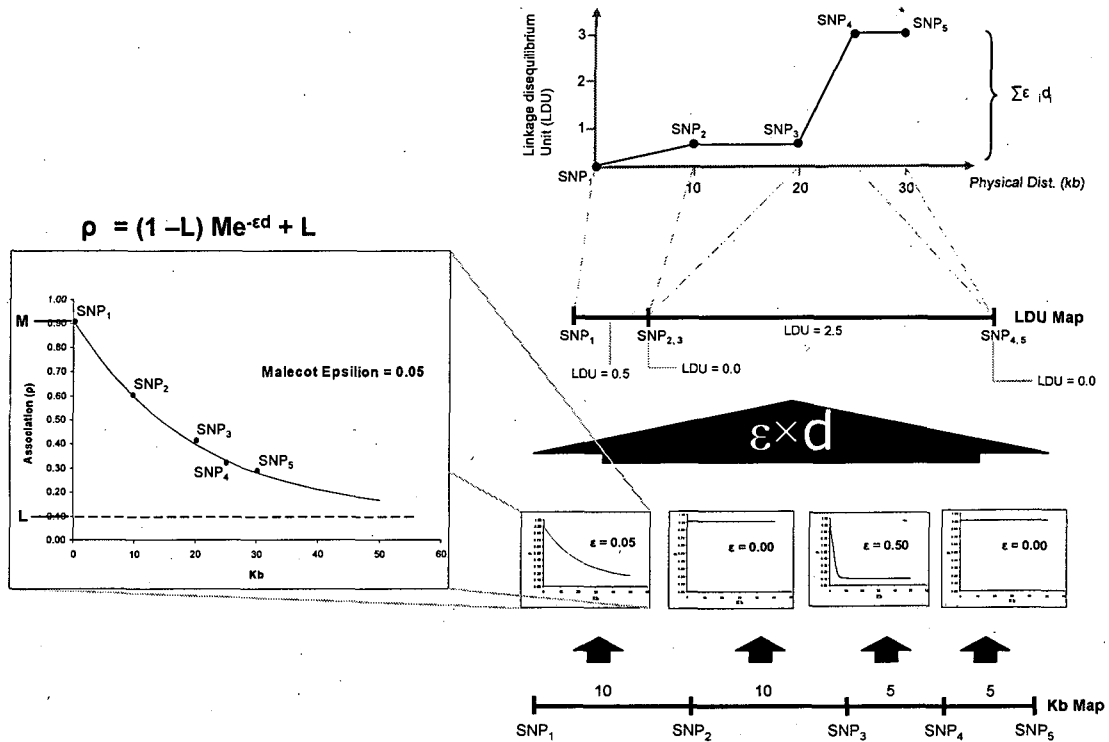 Linkage disequilibrium
Unit (LDU)
3
2
1
SNP4
SNP5
SNP2
SNP3
SNP1
10
20
30
Physical Dist. (kb)
∑ε i di
ρ = (1 –L) Me-εd + L
1.00
0.90
0.80
0.70
0.60
0.50
0.40
0.30
0.20
0.10
0.00
M
L
Association (ρ)
SNP1
SNP2
SNP3
SNP4
SNP5
Malecot Epsilon = 0.05
0
10
20
30
40
50
60
Kb
SNP1
SNP2,3
LDU = 2.5
SNP4,5
LDU Map
LDU = 0.5
LDU = 0.0
LDU = 0.0
ε×d
ε = 0.05
ε = 0.00
ε = 0.50
ε = 0.00
10
10
5
5
Kb Map
SNP1
SNP2
SNP3
SNP4
SNP5